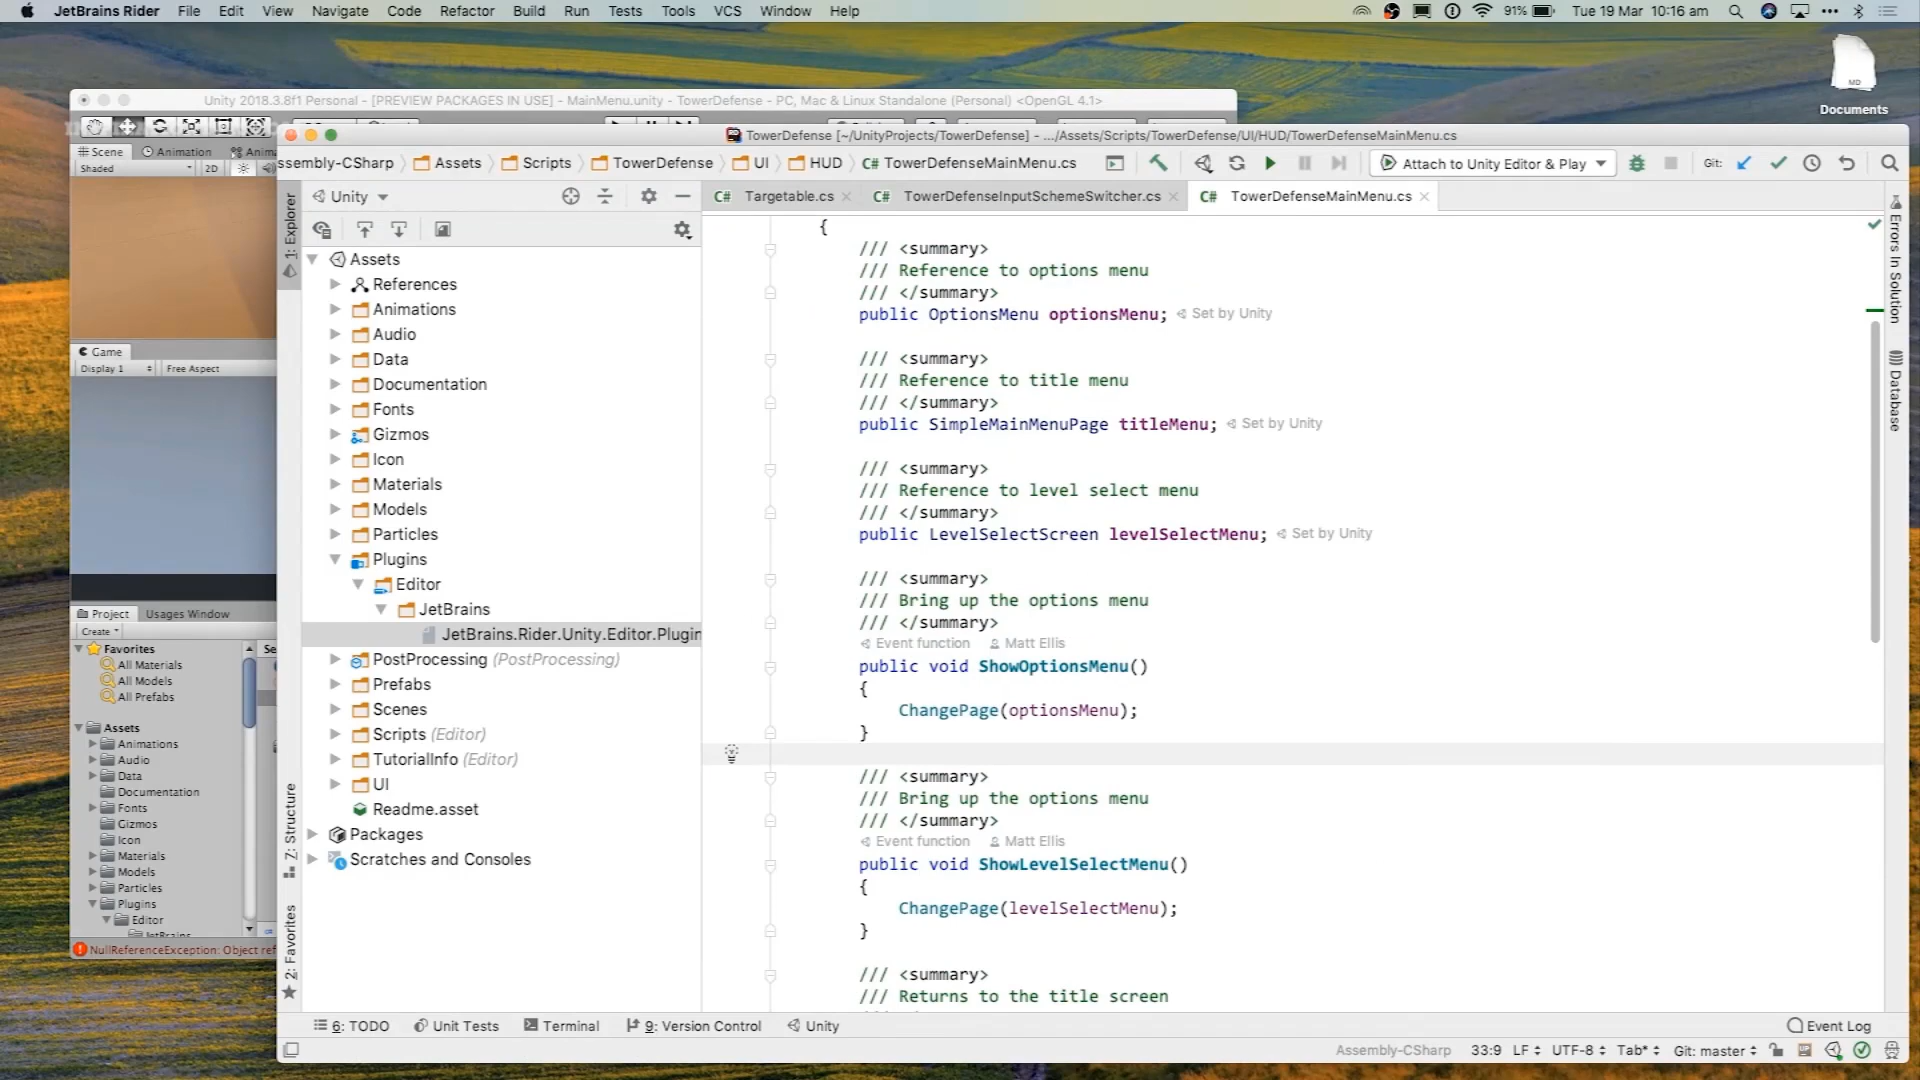 JetBrains Rider File Edit View Navigate Code Refactor Build Run Tests Tools VCS Window Help 91% Tue 19 Mar 10:16 am
MD
Documents
Unity 2018.3.8f1 Personal - [PREVIEW PACKAGES IN USE] - MainMenu.unity - TowerDefense - PC, Mac & Linux Standalone (Personal) <OpenGL 4.1>
Scene Animation Anim
Shaded 2D
Game
Display 1 Free Aspect
Project Usages Window
Create
Favorites
All Materials
All Models
All Prefabs
Assets
Animations
Audio
Data
Documentation
Fonts
Gizmos
Icon
Materials
Models
Particles
Plugins
Editor
JetBrains
NullReferenceException: Object ref
TowerDefense [~/UnityProjects/TowerDefense] - .../Assets/Scripts/TowerDefense/UI/HUD/TowerDefenseMainMenu.cs
ssembly-CSharp Assets Scripts TowerDefense UI HUD C# TowerDefenseMainMenu.cs Attach to Unity Editor & Play Git:
1: Explorer
Z: Structure
2: Favorites
Unity
Assets
References
Animations
Audio
Data
Documentation
Fonts
Gizmos
Icon
Materials
Models
Particles
Plugins
Editor
JetBrains
JetBrains.Rider.Unity.Editor.Plugin
PostProcessing (PostProcessing)
Prefabs
Scenes
Scripts (Editor)
TutorialInfo (Editor)
UI
Readme.asset
Packages
Scratches and Consoles
C# Targetable.cs C# TowerDefenseInputSchemeSwitcher.cs C# TowerDefenseMainMenu.cs
{
/// <summary>
/// Reference to options menu
/// </summary>
public OptionsMenu optionsMenu; Set by Unity
/// <summary>
/// Reference to title menu
/// </summary>
public SimpleMainMenuPage titleMenu; Set by Unity
/// <summary>
/// Reference to level select menu
/// </summary>
public LevelSelectScreen levelSelectMenu; Set by Unity
/// <summary>
/// Bring up the options menu
/// </summary>
Event function Matt Ellis
public void ShowOptionsMenu()
{
ChangePage(optionsMenu);
}
/// <summary>
/// Bring up the options menu
/// </summary>
Event function Matt Ellis
public void ShowLevelSelectMenu()
{
ChangePage(levelSelectMenu);
}
/// <summary>
/// Returns to the title screen
Errors In Solution
Database
6: TODO Unit Tests Terminal 9: Version Control Unity Event Log
Assembly-CSharp 33:9 LF UTF-8 Tab* Git: master